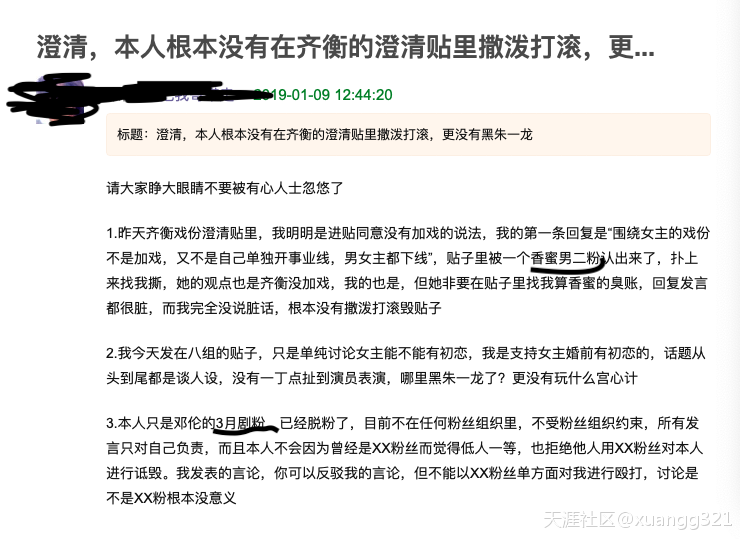 澄清，本人根本没有在齐衡的澄清贴里撒泼打滚，更...
2019-01-09 12:44:20
标题：澄清，本人根本没有在齐衡的澄清贴里撒泼打滚，更没有黑朱一龙
请大家睁大眼睛不要被有心人士忽悠了
1.昨天齐衡戏份澄清贴里，我明明是进贴同意没有加戏的说法，我的第一条回复是“围绕女主的戏份
不是加戏，又不是自己单独开事业线，男女主都下线”，贴子里被一个香蜜男二粉认出来了，扑上
来找我撕，她的观点也是齐衡没加戏，我的也是，但她非要在贴子里找我算香蜜的臭账，回复发言
都很脏，而我完全没说脏话，根本没有撒泼打滚毁贴子
2.我今天发在八组的贴子，只是单纯讨论女主能不能有初恋，我是支持女主婚前有初恋的，话题从
头到尾都是谈人设，没有一丁点扯到演员表演，哪里黑朱一龙了？更没有玩什么宫心计
3.本人只是邓伦的3月剧粉，已经脱粉了，目前不在任何粉丝组织里，不受粉丝组织约束，所有发
言只对自己负责，而且本人不会因为曾经是XX粉丝而觉得低人一等，也拒绝他人用XX粉丝对本人
进行诋毁。我发表的言论，你可以反驳我的言论，但不能以XX粉丝单方面对我进行殴打，讨论是
不是XX粉根本没意义
天涯社区@xuangg321